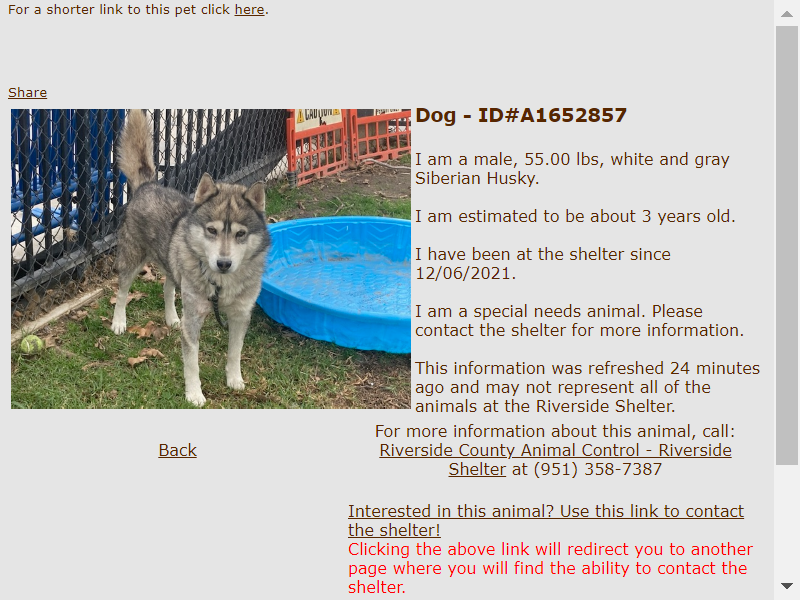 For a shorter link to this pet click here.
Share
CAUTION
Dog - ID#A1652857
I am a male, 55.00 lbs, white and gray
Siberian Husky.
I am estimated to be about 3 years old.
I have been at the shelter since
12/06/2021.
I am a special needs animal. Please
contact the shelter for more information.
This information was refreshed 24 minutes
ago and may not represent all of the
animals at the Riverside Shelter.
For more information about this animal, call:
Riverside County Animal Control - Riverside
Shelter at (951) 358-7387
Back
Interested in this animal? Use this link to contact
the shelter!
Clicking the above link will redirect you to another
page where you will find the ability to contact the
shelter.